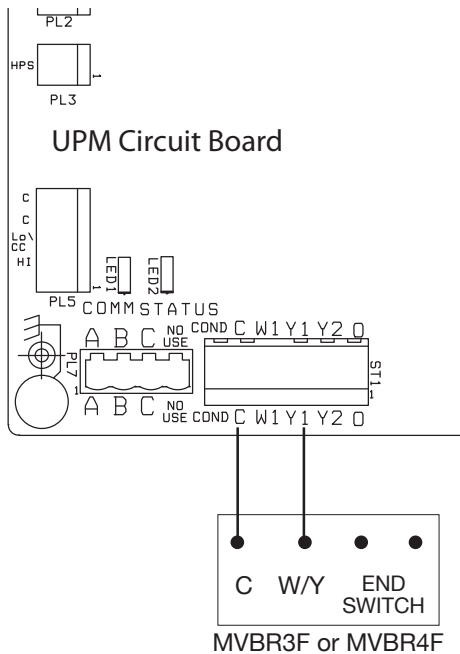 PL2
HPS
1
PL3
UPM Circuit Board
C
C
Lo\
CC
HI
1
PL5
LED1
LED2
COMM STATUS
A B C NO USE COND C W1 Y1 Y2 O
PL7
1
ST1
1
A B C NO USE COND C W1 Y1 Y2 O
C W/Y END
SWITCH
MVBR3F or MVBR4F